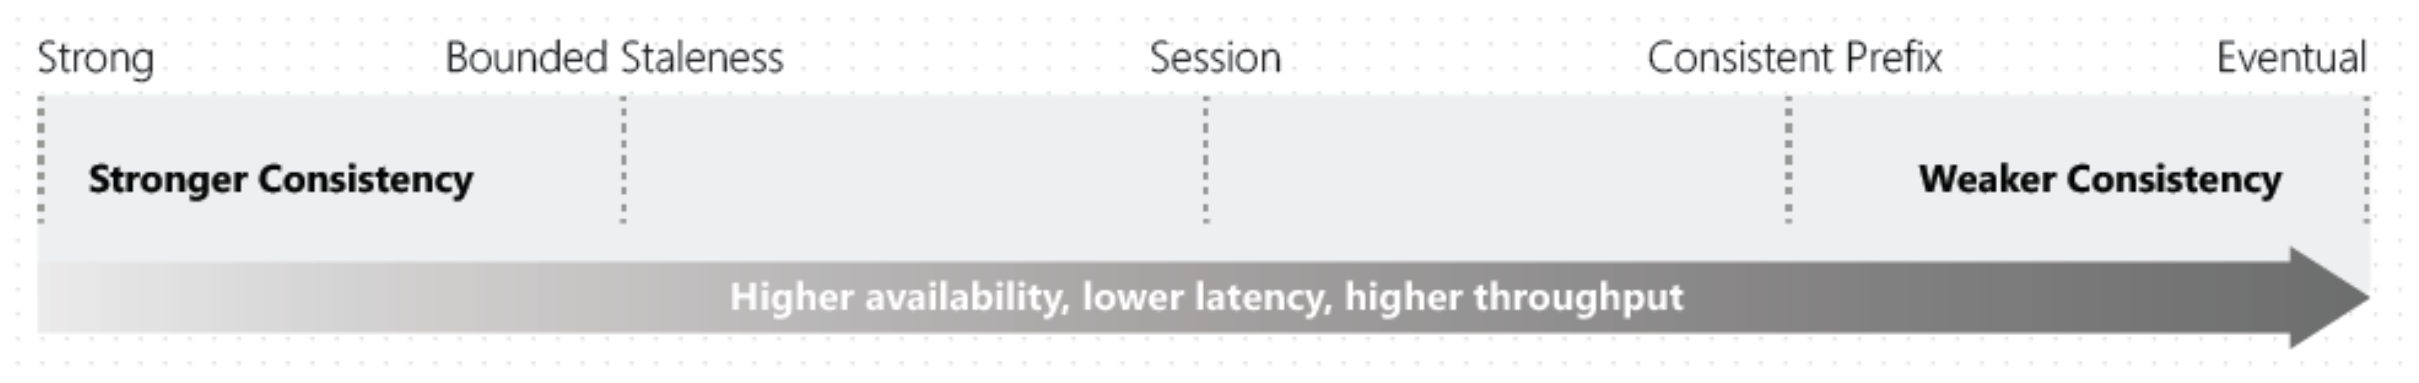 Strong Bounded Staleness Session Consistent Prefix Eventual
Stronger Consistency Weaker Consistency
Higher availability, lower latency, higher throughput